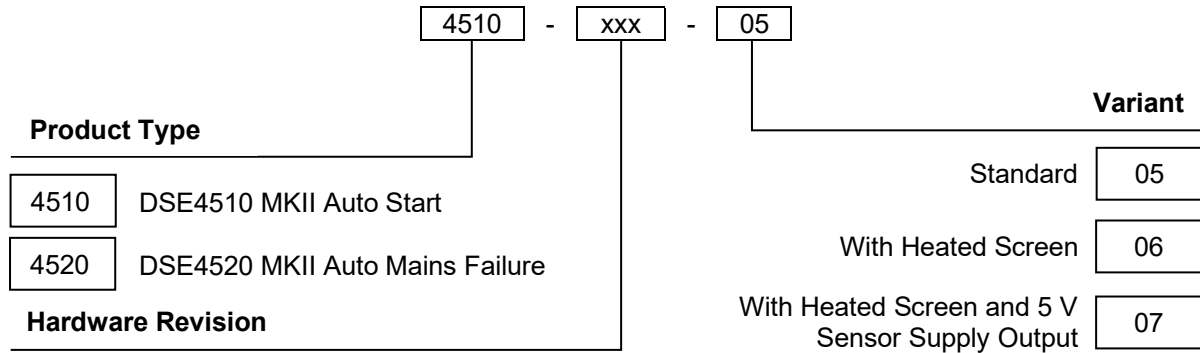 4510 - xxx - 05
Variant
Product Type
Standard 05
4510 DSE4510 MKII Auto Start
With Heated Screen 06
4520 DSE4520 MKII Auto Mains Failure
With Heated Screen and 5 V
Sensor Supply Output 07
Hardware Revision